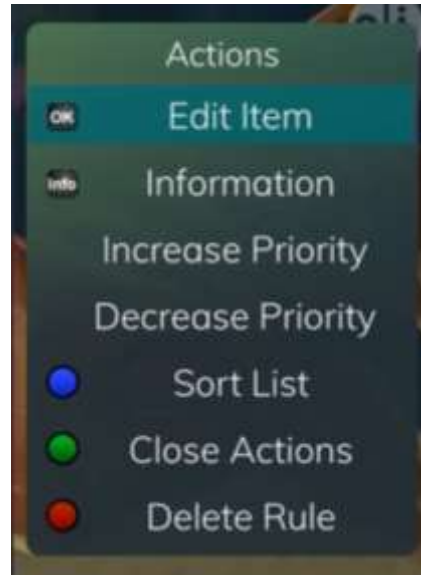 Actions
OK Edit Item
Info Information
Increase Priority
Decrease Priority
Sort List
Close Actions
Delete Rule